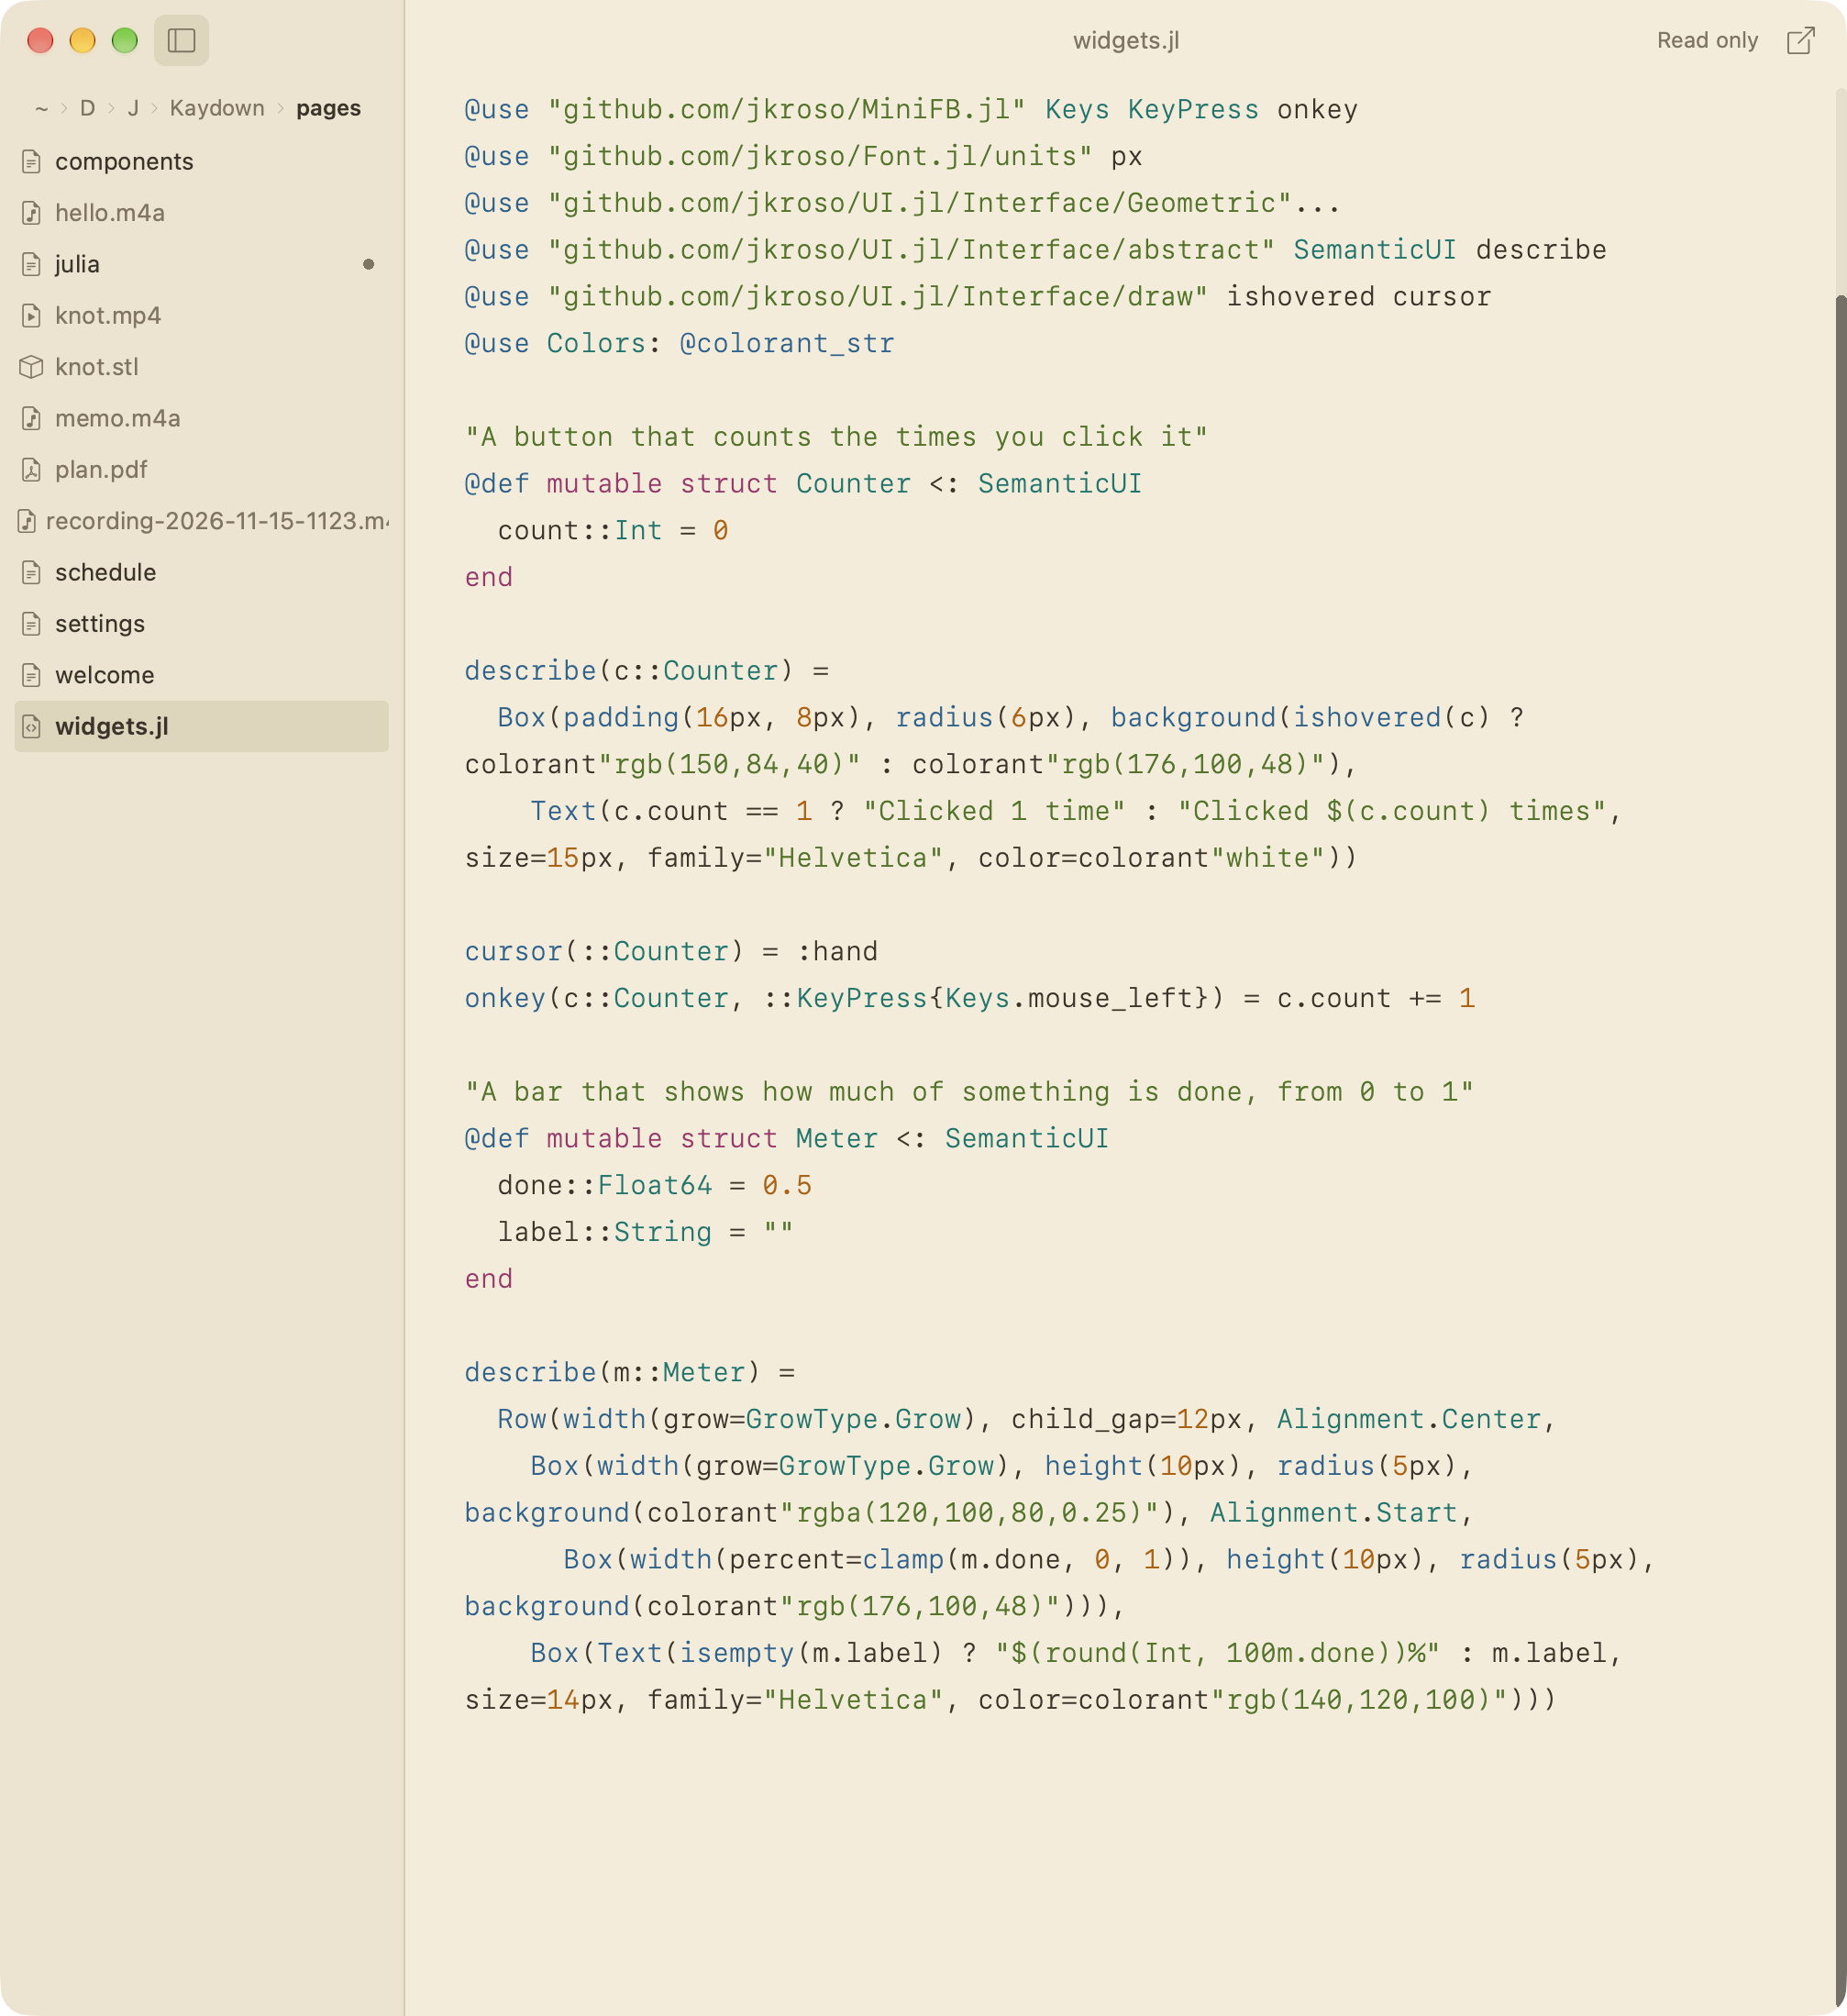 widgets.jl
Read only
~ > D > J > Kaydown > pages
components
hello.m4a
julia
knot.mp4
knot.stl
memo.m4a
plan.pdf
recording-2026-11-15-1123.m4
schedule
settings
welcome
widgets.jl
@use "github.com/jkroso/MiniFB.jl" Keys KeyPress onkey
@use "github.com/jkroso/Font.jl/units" px
@use "github.com/jkroso/UI.jl/Interface/Geometric"...
@use "github.com/jkroso/UI.jl/Interface/abstract" SemanticUI describe
@use "github.com/jkroso/UI.jl/Interface/draw" ishovered cursor
@use Colors: @colorant_str

"A button that counts the times you click it"
@def mutable struct Counter <: SemanticUI
  count::Int = 0
end

describe(c::Counter) =
  Box(padding(16px, 8px), radius(6px), background(ishovered(c) ?
colorant"rgb(150,84,40)" : colorant"rgb(176,100,48)"),
    Text(c.count == 1 ? "Clicked 1 time" : "Clicked $(c.count) times",
size=15px, family="Helvetica", color=colorant"white"))

cursor(::Counter) = :hand
onkey(c::Counter, ::KeyPress{Keys.mouse_left}) = c.count += 1

"A bar that shows how much of something is done, from 0 to 1"
@def mutable struct Meter <: SemanticUI
  done::Float64 = 0.5
  label::String = ""
end

describe(m::Meter) =
  Row(width(grow=GrowType.Grow), child_gap=12px, Alignment.Center,
    Box(width(grow=GrowType.Grow), height(10px), radius(5px),
background(colorant"rgba(120,100,80,0.25)"), Alignment.Start,
      Box(width(percent=clamp(m.done, 0, 1)), height(10px), radius(5px),
background(colorant"rgb(176,100,48)"))),
    Box(Text(isempty(m.label) ? "$(round(Int, 100m.done))%" : m.label,
size=14px, family="Helvetica", color=colorant"rgb(140,120,100)")))